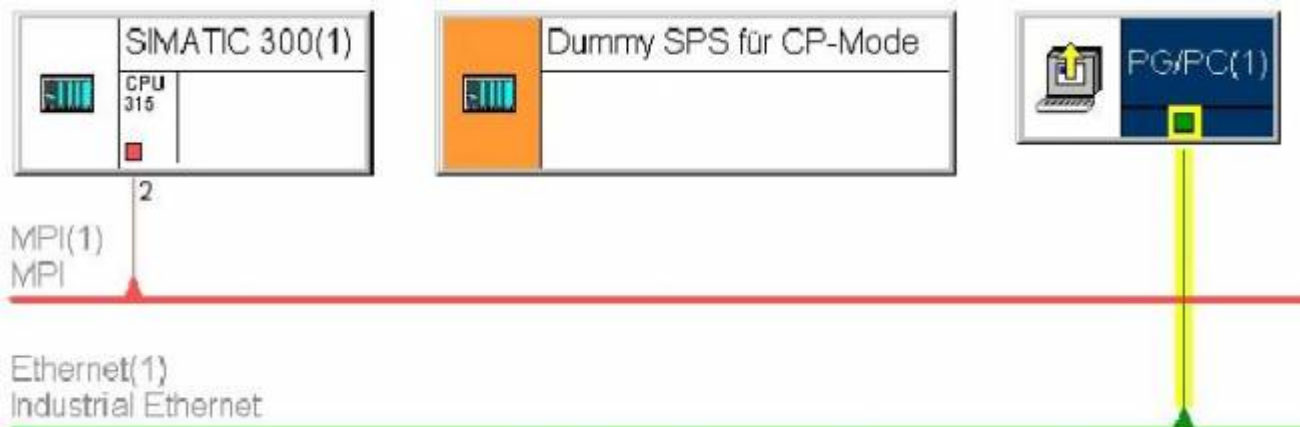 SIMATIC 300(1)
CPU
315
2
Dummy SPS für CP-Mode
PG/PC(1)
MPI(1)
MPI
Ethernet(1)
Industrial Ethernet